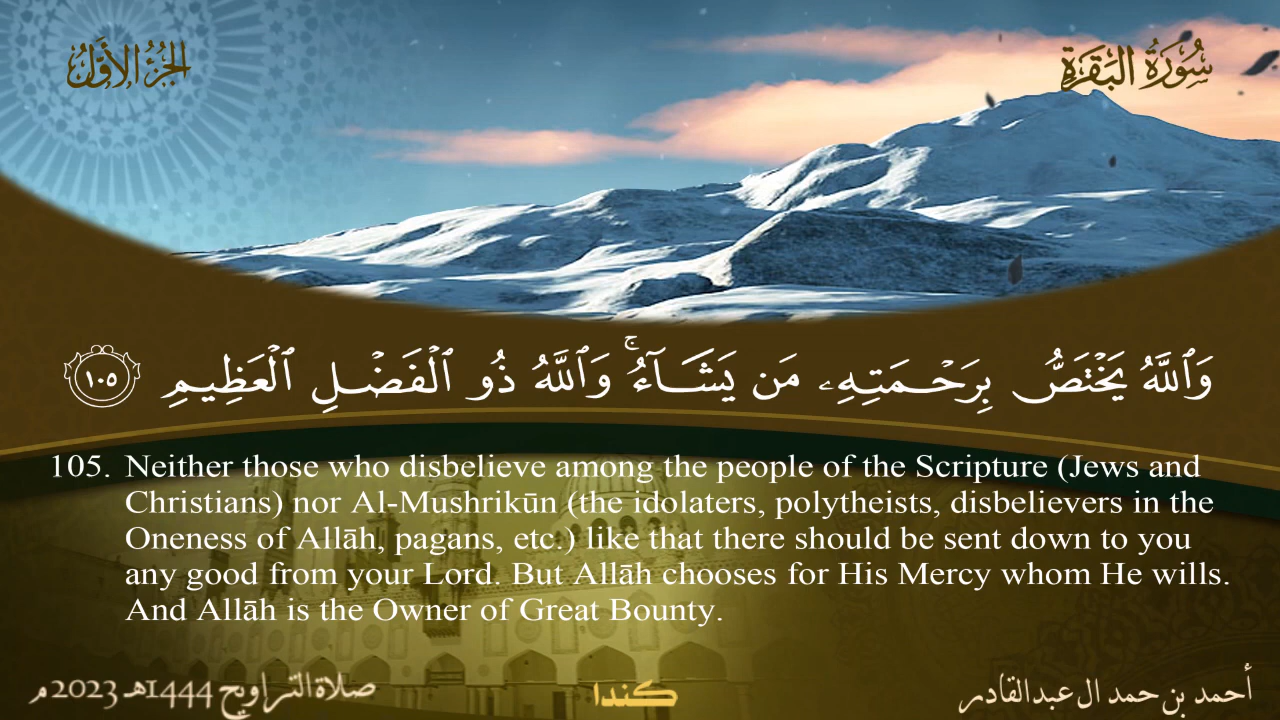 سُورَةُ البَقَرَةِ
الجُزْءُ الأَوَّلُ
وَٱللَّهُ يَخْتَصُّ بِرَحْمَتِهِۦ مَن يَشَآءُ ۚ وَٱللَّهُ ذُو ٱلْفَضْلِ ٱلْعَظِيمِ ١٠٥
105. Neither those who disbelieve among the people of the Scripture (Jews and
Christians) nor Al-Mushrikūn (the idolaters, polytheists, disbelievers in the
Oneness of Allāh, pagans, etc.) like that there should be sent down to you
any good from your Lord. But Allāh chooses for His Mercy whom He wills.
And Allāh is the Owner of Great Bounty.
أحمد بن حمد ال عبدالقادر
كندا
صلاة التراويح 1444هـ 2023م